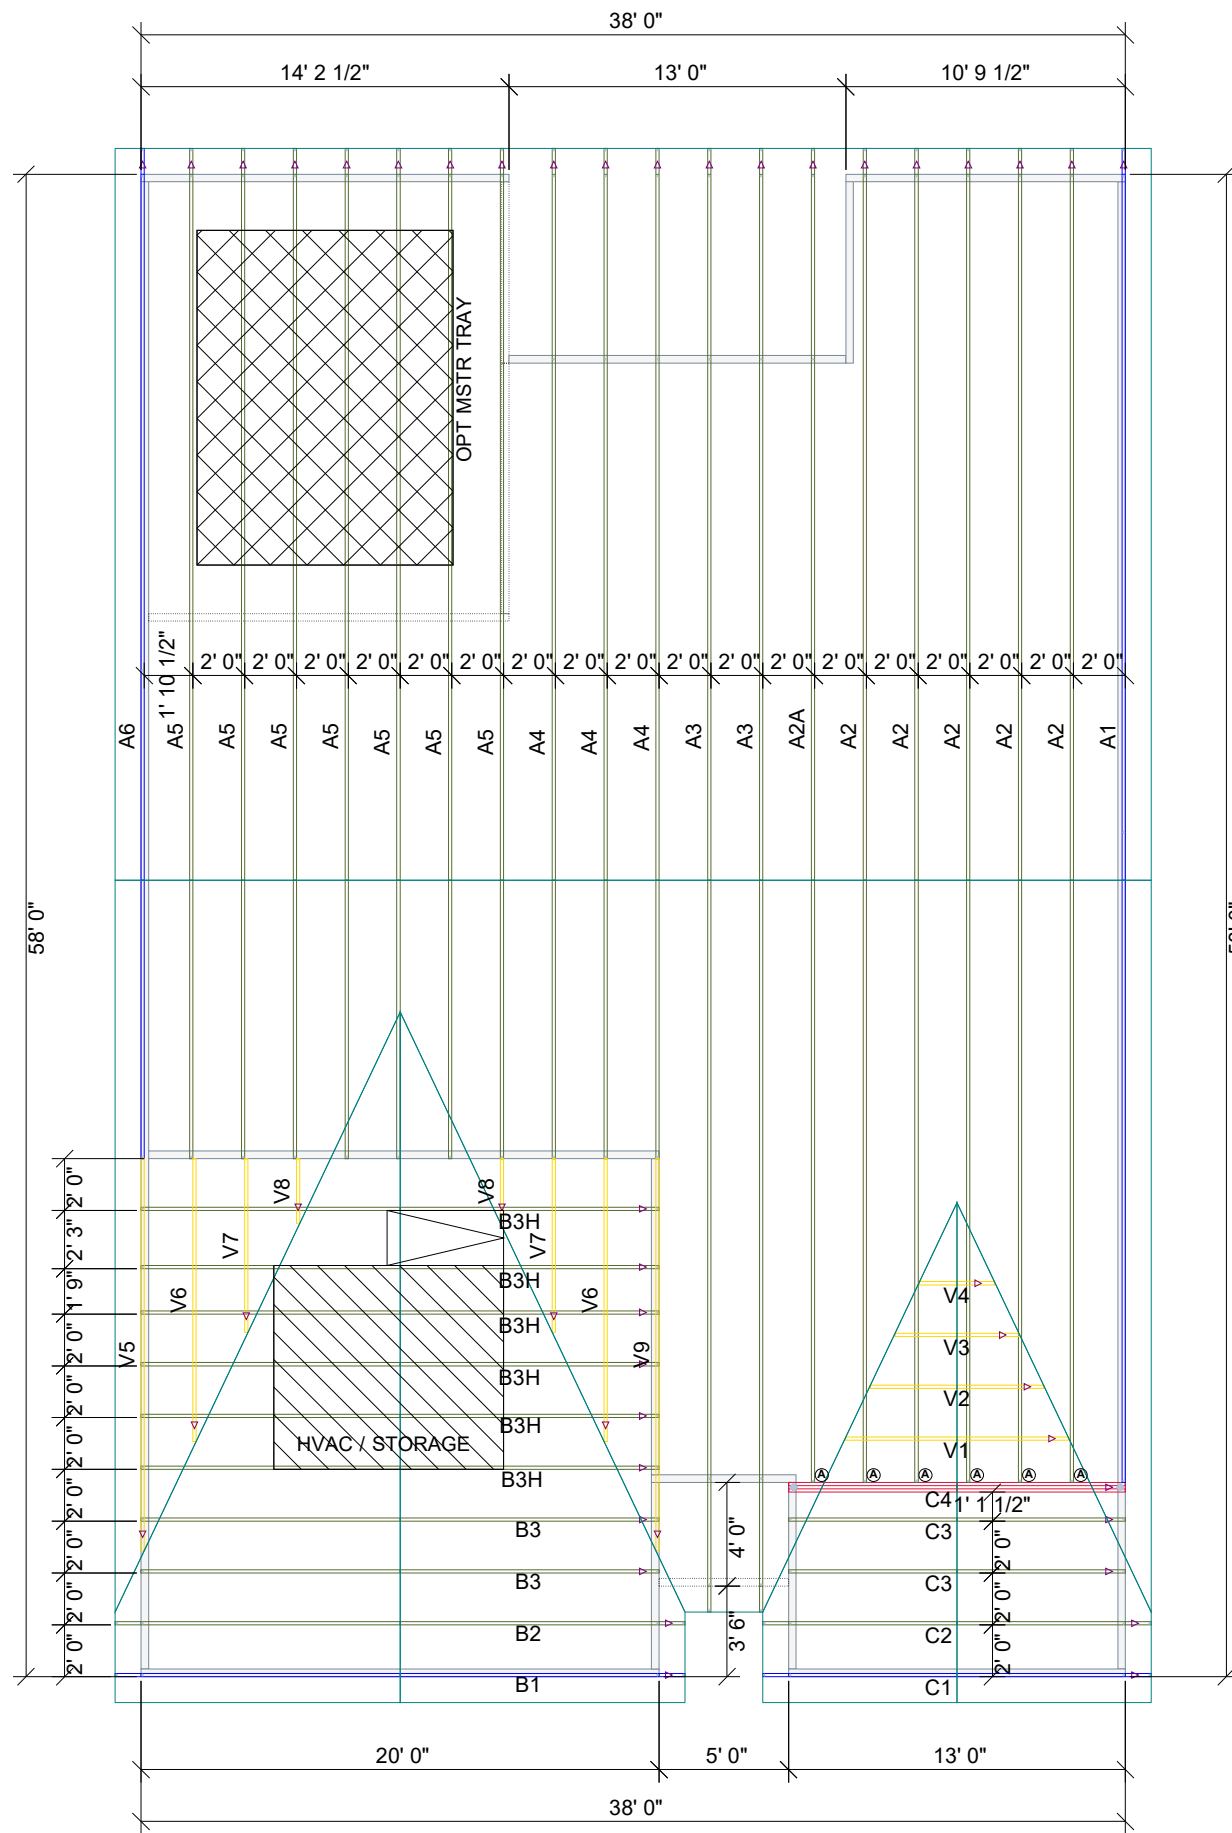 38' 0"
14' 2 1/2"
13' 0"
10' 9 1/2"
OPT MSTR TRAY
1' 10 1/2"
2' 0" 2' 0" 2' 0" 2' 0" 2' 0" 2' 0" 2' 0" 2' 0" 2' 0" 2' 0" 2' 0" 2' 0" 2' 0" 2' 0" 2' 0" 2' 0" 2' 0" 2' 0"
A6 A5 A5 A5 A5 A5 A5 A5 A4 A4 A4 A3 A3 A2A A2 A2 A2 A2 A2 A1
58' 0"
2' 0"
2' 3"
1' 9"
2' 0"
2' 0"
2' 0"
2' 0"
2' 0"
2' 0"
2' 0"
V5
V6
V7
V8
V8
V7
V6
V9
B3H
B3H
B3H
B3H
B3H
B3H
HVAC / STORAGE
B3
B3
B2
B1
V4
V3
V2
V1
A A A A A A
C4
1' 1 1/2"
C3
2' 0"
C3
2' 0"
C2
2' 0"
C1
4' 0"
3' 6"
20' 0"
5' 0"
13' 0"
38' 0"